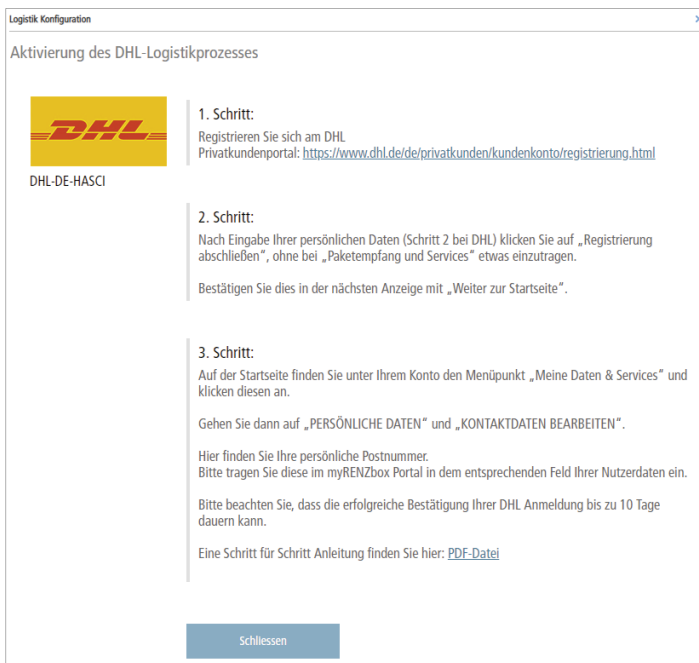 Logistik Konfiguration
Aktivierung des DHL-Logistikprozesses
DHL
DHL-DE-HASCI
1. Schritt:
Registrieren Sie sich am DHL
Privatkundenportal: https://www.dhl.de/de/privatkunden/kundenkonto/registrierung.html
2. Schritt:
Nach Eingabe Ihrer persönlichen Daten (Schritt 2 bei DHL) klicken Sie auf „Registrierung
abschließen“, ohne bei „Paketempfang und Services“ etwas einzutragen.
Bestätigen Sie dies in der nächsten Anzeige mit „Weiter zur Startseite“.
3. Schritt:
Auf der Startseite finden Sie unter Ihrem Konto den Menüpunkt „Meine Daten & Services“ und
klicken diesen an.
Gehen Sie dann auf „PERSÖNLICHE DATEN“ und „KONTAKTDATEN BEARBEITEN“.
Hier finden Sie Ihre persönliche Postnummer.
Bitte tragen Sie diese im myRENZbox Portal in dem entsprechenden Feld Ihrer Nutzerdaten ein.
Bitte beachten Sie, dass die erfolgreiche Bestätigung Ihrer DHL Anmeldung bis zu 10 Tage
dauern kann.
Eine Schritt für Schritt Anleitung finden Sie hier: PDF-Datei
Schliessen